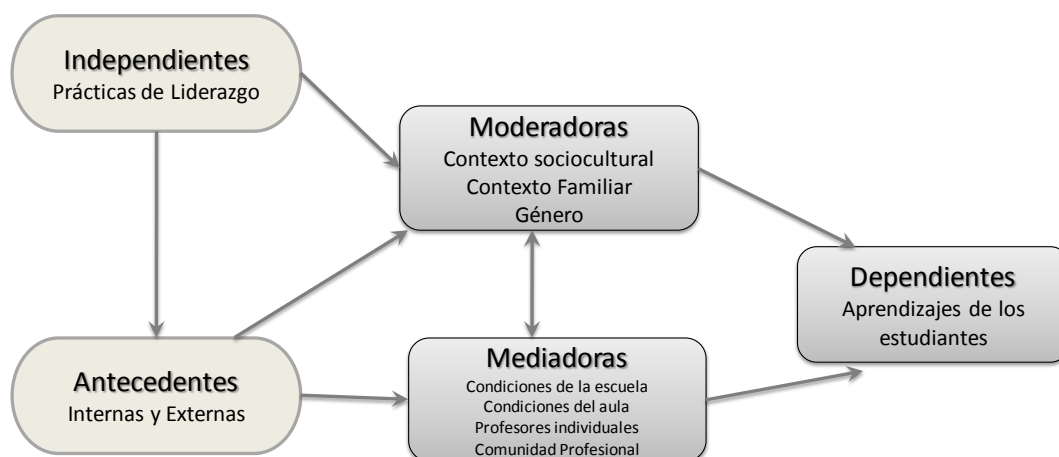 Independientes
Prácticas de Liderazgo
Moderadoras
Contexto sociocultural
Contexto Familiar
Género
Dependientes
Aprendizajes de los
estudiantes
Antecedentes
Internas y Externas
Mediadoras
Condiciones de la escuela
Condiciones del aula
Profesores individuales
Comunidad Profesional